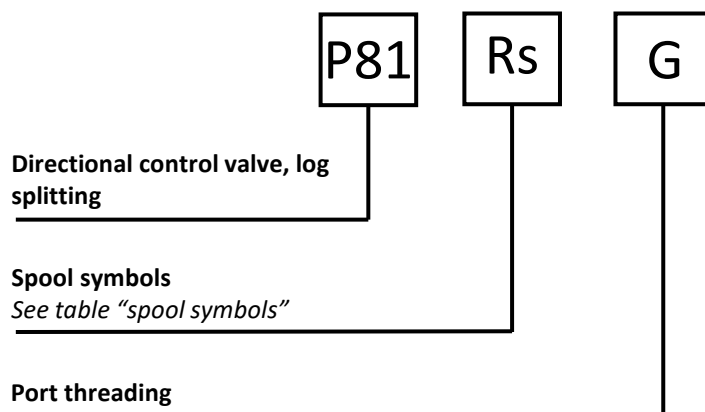 P81 Rs G
Directional control valve, log
splitting
Spool symbols
See table “spool symbols”
Port threading